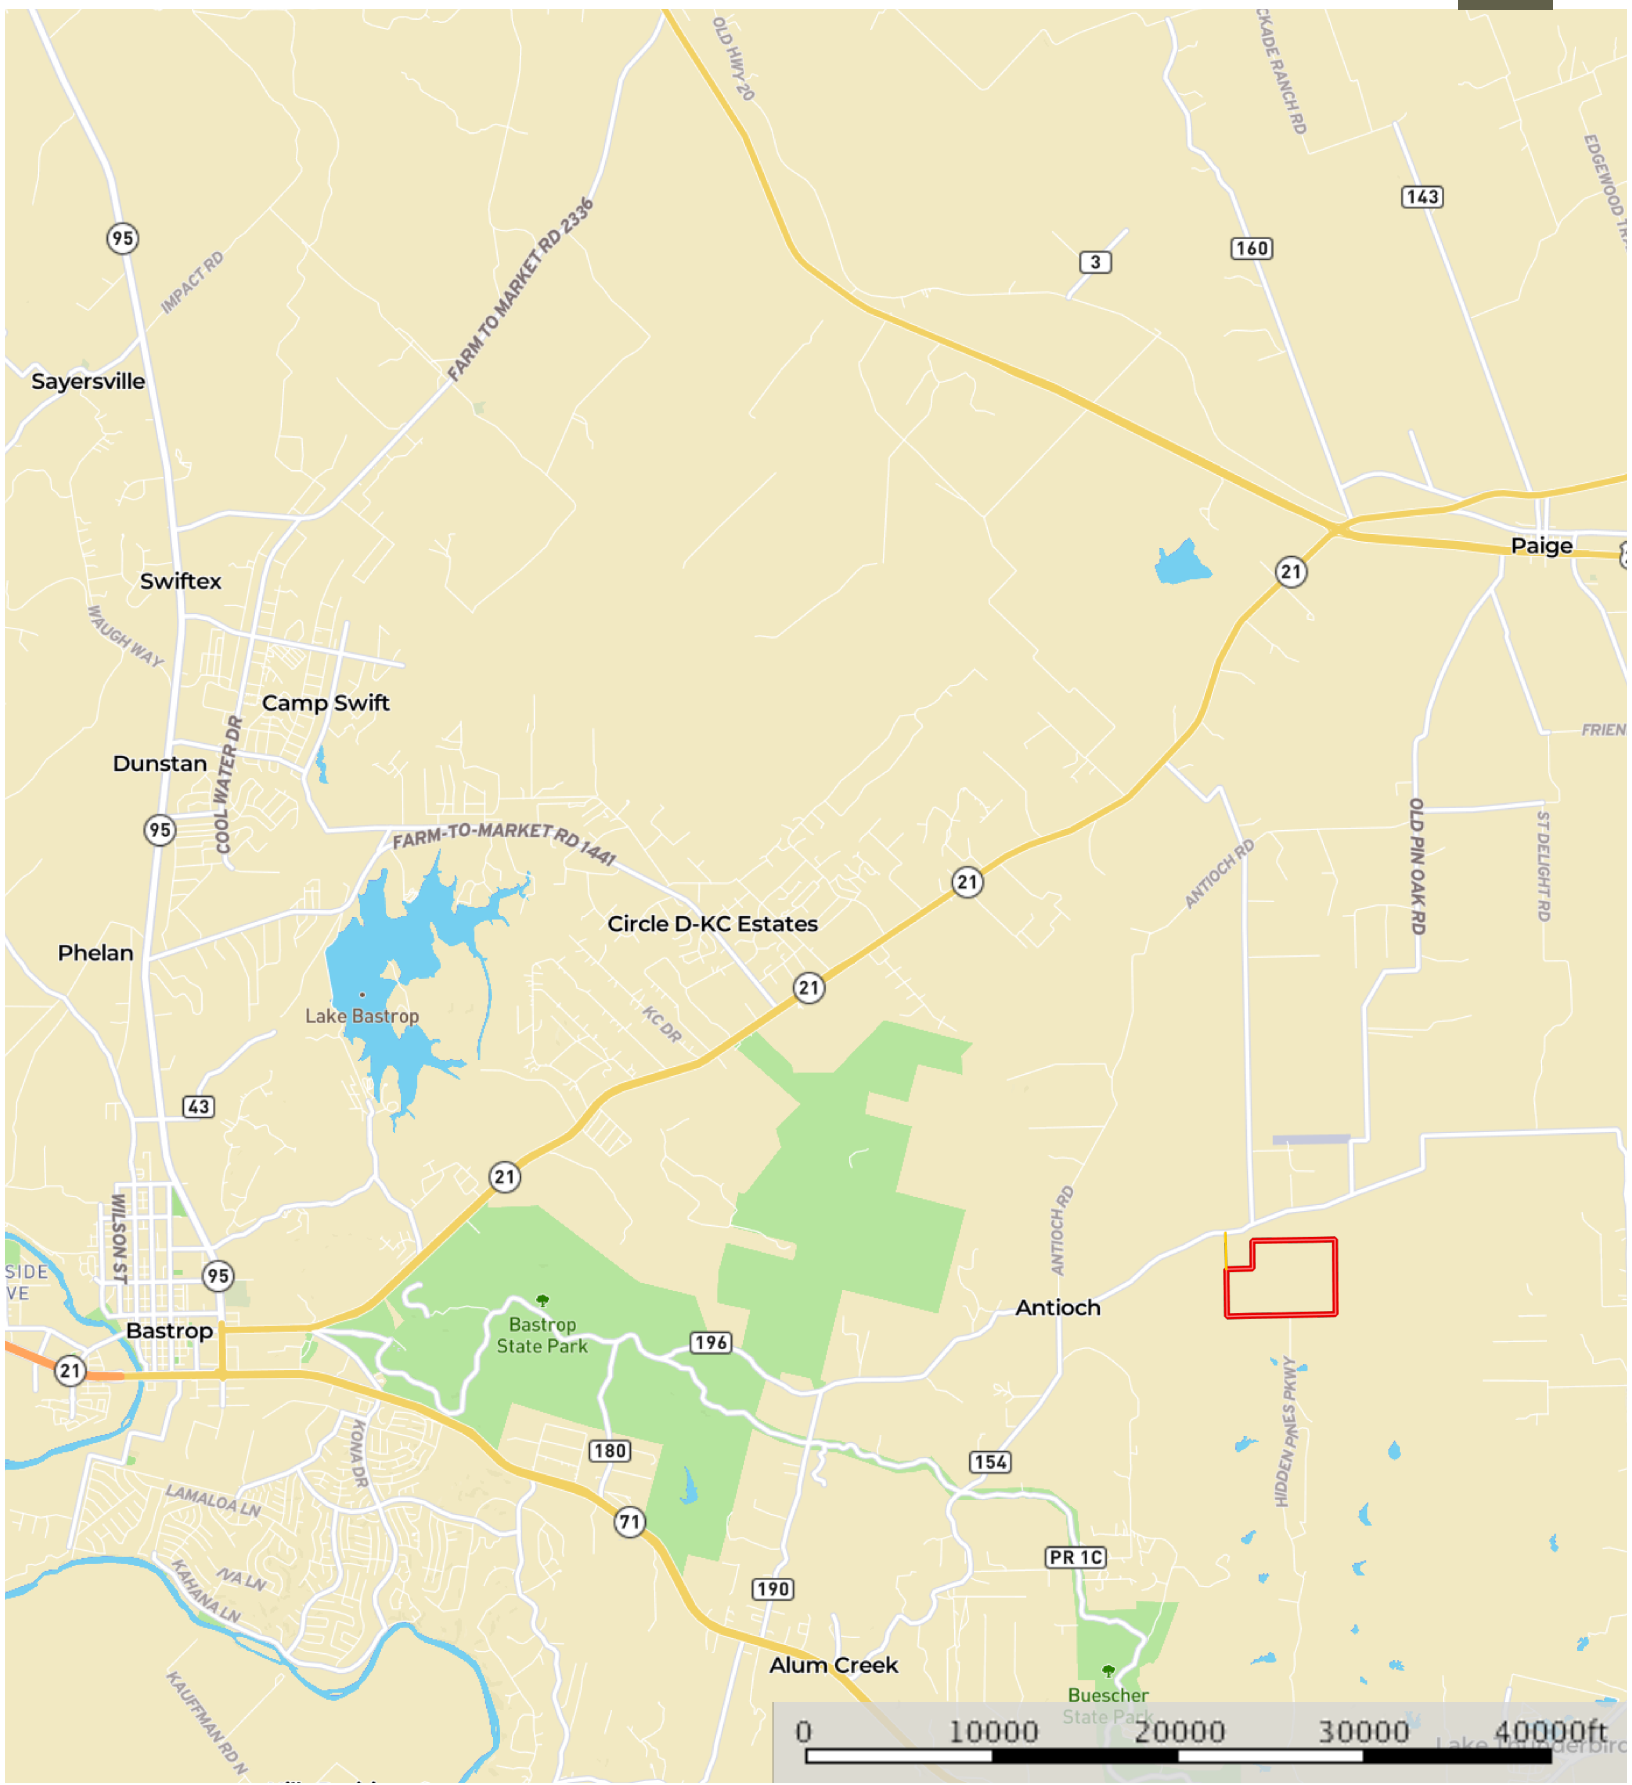 OLD HWY 20
CKADE RANCH RD
EDGEWOOD
143
95
160
3
IMPACT RD
FARM TO MARKET RD 2336
Sayersville
Paige
21
Swiftex
WAUGH WAY
Camp Swift
FRIEN
Dunstan
COOL WATER DR
95
FARM-TO-MARKET RD 1441
OLD PIN OAK RD
ST DELIGHT RD
ANTIOCH RD
21
Circle D-KC Estates
Phelan
21
Lake Bastrop
KC DR
43
21
WILSON ST
ANTIOCH RD
SIDE
VE
95
Antioch
Bastrop
Bastrop
State Park
196
21
HIDDEN PINES PKWY
KONA DR
180
154
LAMALOA LN
71
PR 1C
IVA LN
KAHANA LN
190
Alum Creek
KAUFFMAN RD N
Buescher
State Park
0 10000 20000 30000 40000ft
Lake Thunderbird